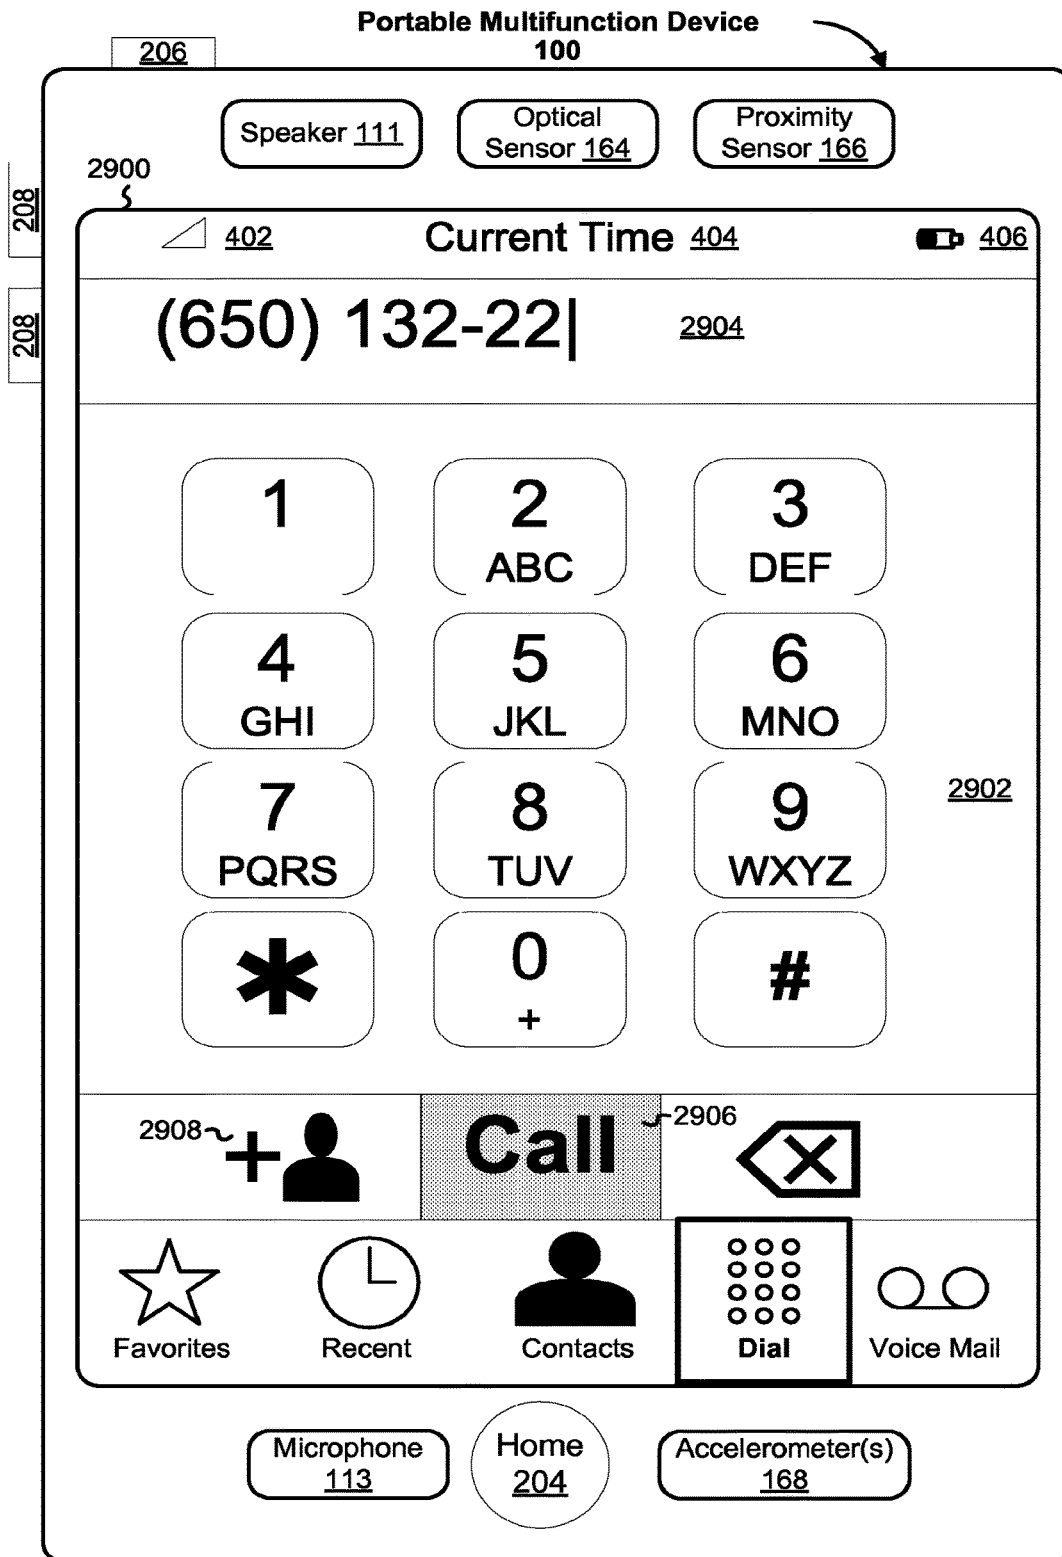 Portable Multifunction Device
100
206
Speaker 111
Optical
Sensor 164
Proximity
Sensor 166
2900
208
208
402
Current Time 404
406
(650) 132-22|
2904
1
2
ABC
3
DEF
4
GHI
5
JKL
6
MNO
7
PQRS
8
TUV
9
WXYZ
2902
*
0
+
#
2908
+
Call
2906
Favorites
Recent
Contacts
Dial
Voice Mail
Microphone
113
Home
204
Accelerometer(s)
168